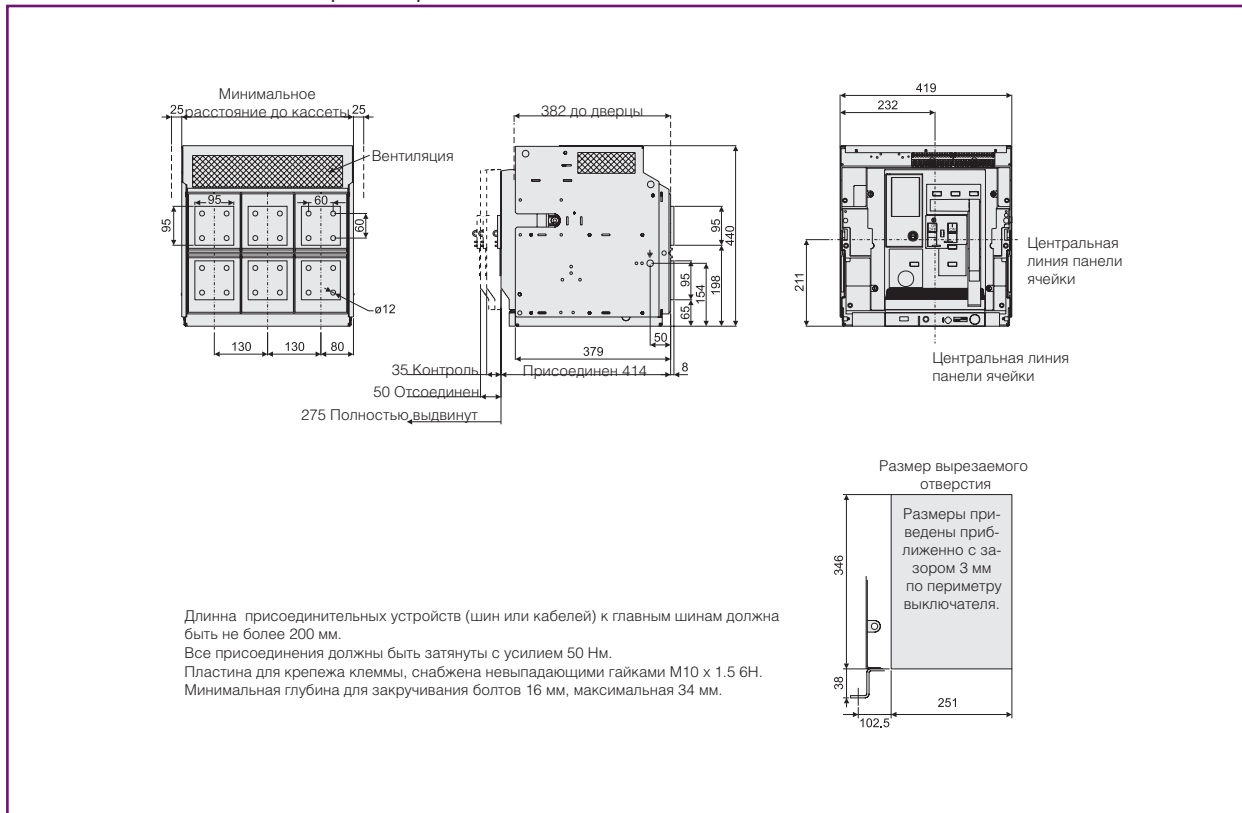 Минимальное
25 расстояние до кассеты 25
Вентиляция
95
60
95
60
ø12
130
130
80
382 до дверцы
440
95
198
154
95
65
50
379
35 Контроль
Присоединен 414
8
50 Отсоединен
275 Полностью выдвинут
419
232
211
Центральная
линия панели
ячейки
Центральная линия
панели ячейки
Размер вырезаемого
отверстия
Размеры при-
ведены приб-
лиженно с за-
зором 3 мм
по периметру
выключателя.
346
38
102.5
251
Длинна присоединительных устройств (шин или кабелей) к главным шинам должна
быть не более 200 мм.
Все присоединения должны быть затянуты с усилием 50 Нм.
Пластина для крепежа клеммы, снабжена невыпадающими гайками M10 x 1.5 6H.
Минимальная глубина для закручивания болтов 16 мм, максимальная 34 мм.